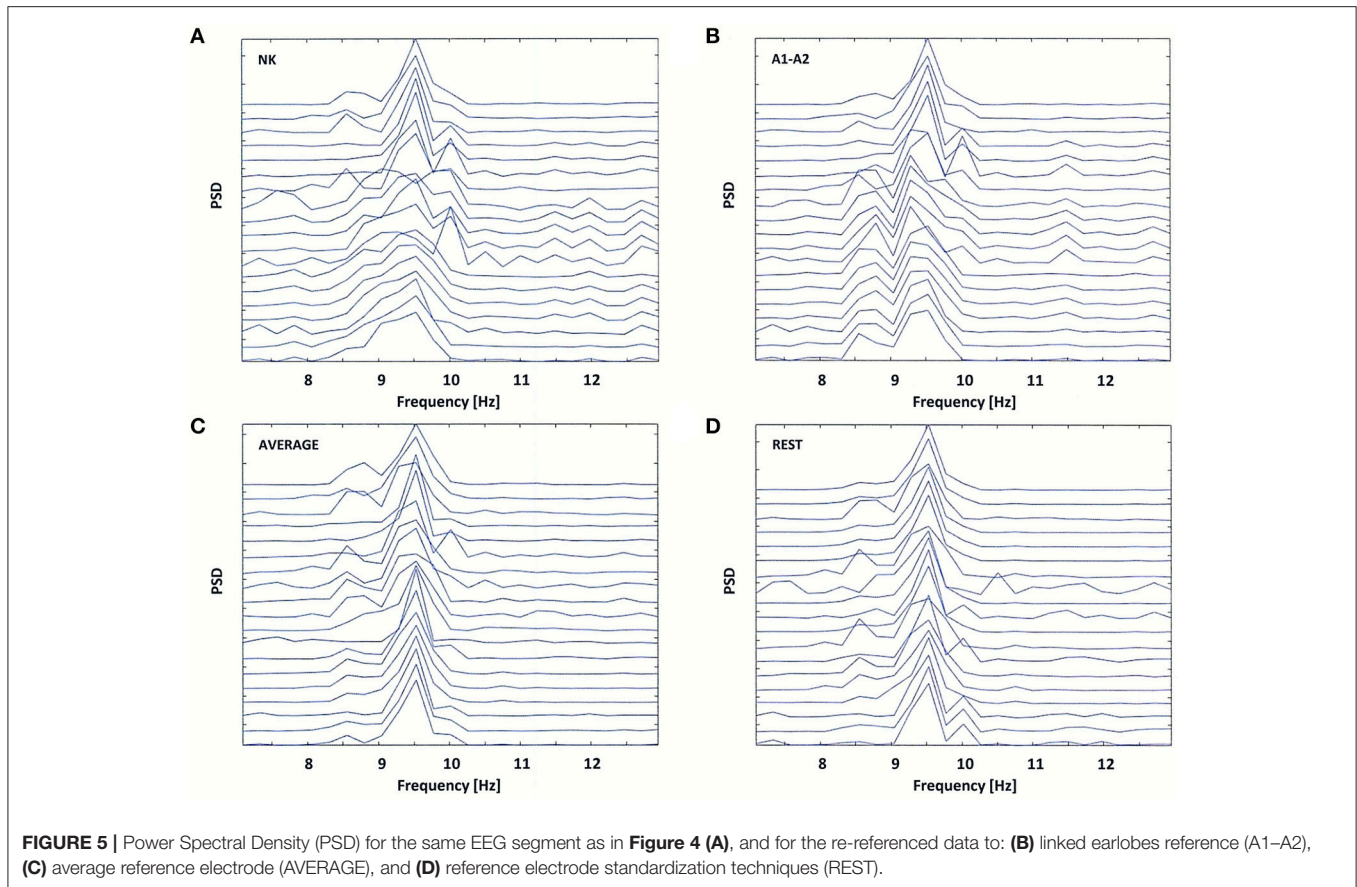 A
NK
PSD
8 9 10 11 12
Frequency [Hz]
B
A1-A2
PSD
8 9 10 11 12
Frequency [Hz]
C
AVERAGE
PSD
8 9 10 11 12
Frequency [Hz]
D
REST
PSD
8 9 10 11 12
Frequency [Hz]
FIGURE 5 | Power Spectral Density (PSD) for the same EEG segment as in Figure 4 (A), and for the re-referenced data to: (B) linked earlobes reference (A1–A2),
(C) average reference electrode (AVERAGE), and (D) reference electrode standardization techniques (REST).